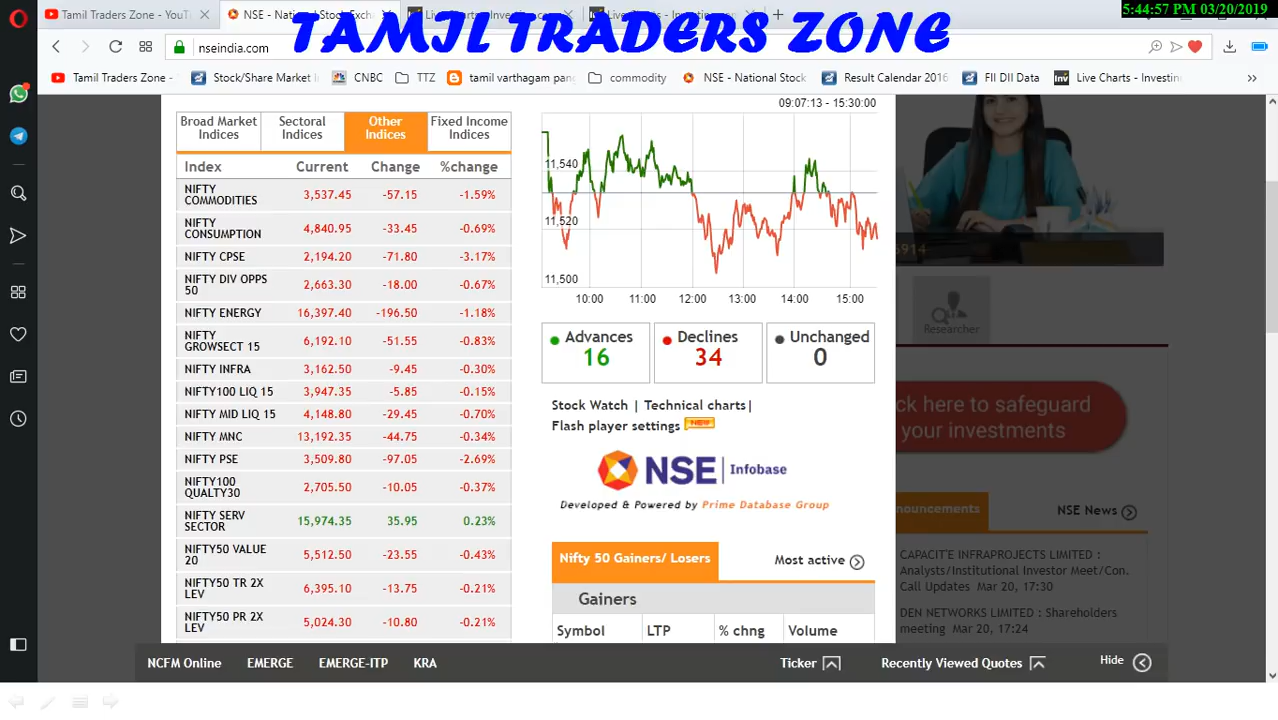 5:44:57 PM 03/20/2019
TAMIL TRADERS ZONE
Tamil Traders Zone - YouT
NSE - National Stock Exch
nseindia.com
Tamil Traders Zone -
Stock/Share Market
CNBC
TTZ
tamil varthagam pan
commodity
NSE - National Stock
Result Calendar 2016
FII DII Data
Live Charts - Investin
Broad Market Indices
Sectoral Indices
Other Indices
Fixed Income Indices
Index Current Change %change
NIFTY COMMODITIES 3,537.45 -57.15 -1.59%
NIFTY CONSUMPTION 4,840.95 -33.45 -0.69%
NIFTY CPSE 2,194.20 -71.80 -3.17%
NIFTY DIV OPPS 50 2,663.30 -18.00 -0.67%
NIFTY ENERGY 16,397.40 -196.50 -1.18%
NIFTY GROWSECT 15 6,192.10 -51.55 -0.83%
NIFTY INFRA 3,162.50 -9.45 -0.30%
NIFTY100 LIQ 15 3,947.35 -5.85 -0.15%
NIFTY MID LIQ 15 4,148.80 -29.45 -0.70%
NIFTY MNC 13,192.35 -44.75 -0.34%
NIFTY PSE 3,509.80 -97.05 -2.69%
NIFTY100 QUALTY30 2,705.50 -10.05 -0.37%
NIFTY SERV SECTOR 15,974.35 35.95 0.23%
NIFTY50 VALUE 20 5,512.50 -23.55 -0.43%
NIFTY50 TR 2X LEV 6,395.10 -13.75 -0.21%
NIFTY50 PR 2X LEV 5,024.30 -10.80 -0.21%
09:07:13 - 15:30:00
11,540
11,520
11,500
10:00 11:00 12:00 13:00 14:00 15:00
Advances 16
Declines 34
Unchanged 0
Stock Watch | Technical charts|
Flash player settings NEW
NSE Infobase
Developed & Powered by Prime Database Group
Nifty 50 Gainers/ Losers
Most active
Gainers
Symbol LTP % chng Volume
6914
Researcher
ck here to safeguard
your investments
nouncements
NSE News
CAPACIT'E INFRAPROJECTS LIMITED :
Analysts/Institutional Investor Meet/Con.
Call Updates Mar 20, 17:30
DEN NETWORKS LIMITED : Shareholders
meeting Mar 20, 17:24
NCFM Online EMERGE EMERGE-ITP KRA
Ticker
Recently Viewed Quotes
Hide